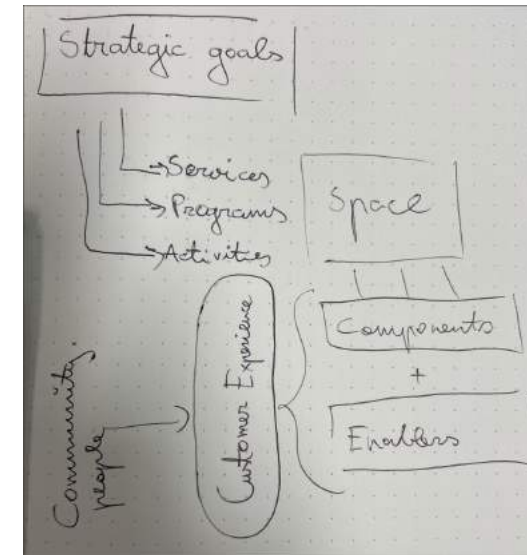 Strategic goals
Services
Programs
Activities
Space
Components
+
Enablers
Customer Experience
Community,
people